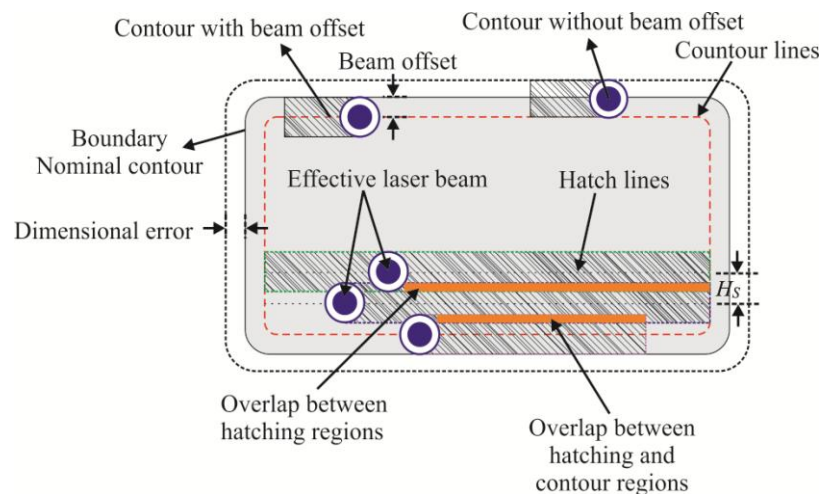 Contour with beam offset
Contour without beam offset
Beam offset
Countour lines
Boundary
Nominal contour
Effective laser beam
Hatch lines
Dimensional error
Hs
Overlap between
hatching regions
Overlap between
hatching and
contour regions